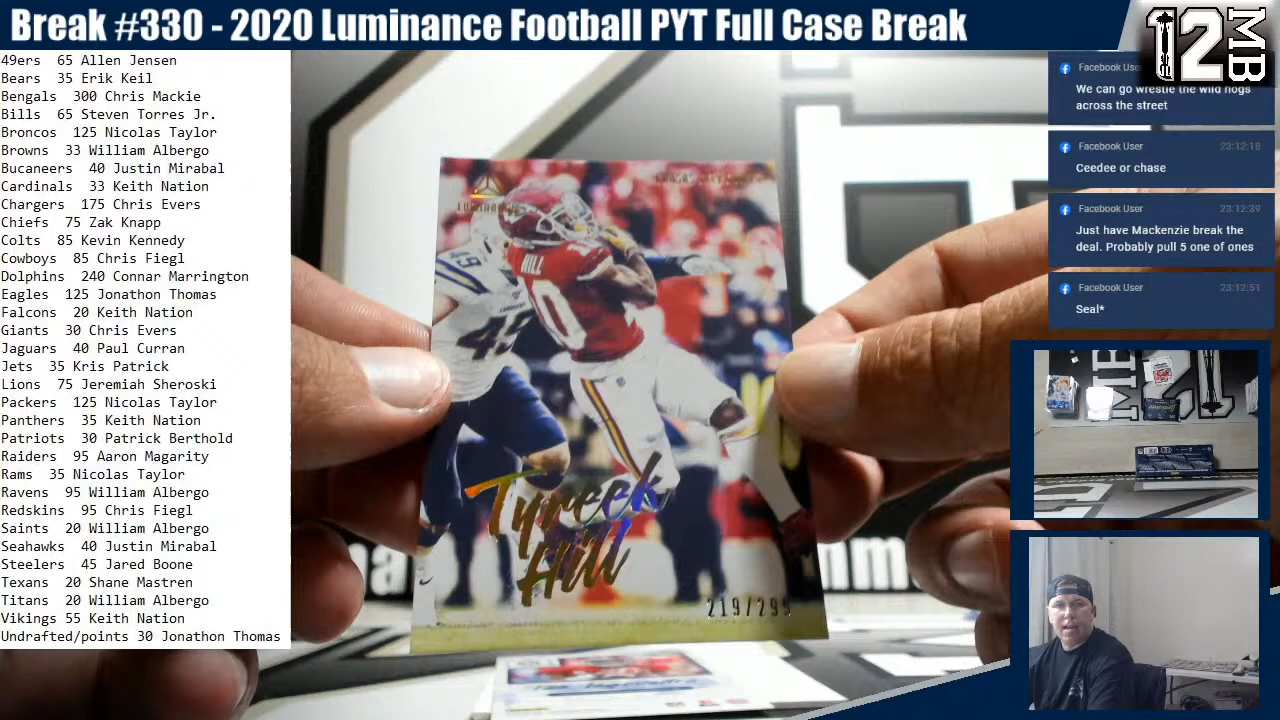 Break #330 - 2020 Luminance Football PYT Full Case Break
12
MB
49ers 65 Allen Jensen
Bears 35 Erik Keil
Bengals 300 Chris Mackie
Bills 65 Steven Torres Jr.
Broncos 125 Nicolas Taylor
Browns 33 William Albergo
Bucaneers 40 Justin Mirabal
Cardinals 33 Keith Nation
Chargers 175 Chris Evers
Chiefs 75 Zak Knapp
Colts 85 Kevin Kennedy
Cowboys 85 Chris Fiegl
Dolphins 240 Connar Marrington
Eagles 125 Jonathon Thomas
Falcons 20 Keith Nation
Giants 30 Chris Evers
Jaguars 40 Paul Curran
Jets 35 Kris Patrick
Lions 75 Jeremiah Sheroski
Packers 125 Nicolas Taylor
Panthers 35 Keith Nation
Patriots 30 Patrick Berthold
Raiders 95 Aaron Magarity
Rams 35 Nicolas Taylor
Ravens 95 William Albergo
Redskins 95 Chris Fiegl
Saints 20 William Albergo
Seahawks 40 Justin Mirabal
Steelers 45 Jared Boone
Texans 20 Shane Mastren
Titans 20 William Albergo
Vikings 55 Keith Nation
Undrafted/points 30 Jonathon Thomas
LUMINANCE
HILL
10
49
49
Tyreek
Hill
219/299
Facebook Use
We can go wrestle the wild hogs
across the street
Facebook User 23:12:18
Ceedee or chase
Facebook User 23:12:39
Just have Mackenzie break the
deal. Probably pull 5 one of ones
Facebook User 23:12:51
Seal*